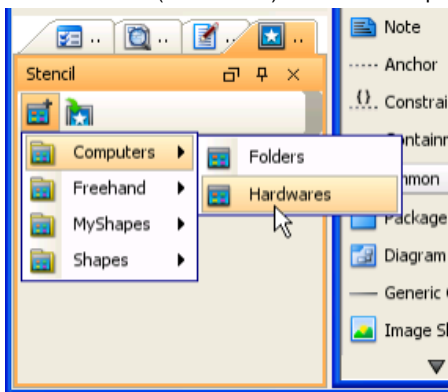 .. .. .. ..
Stencil
Computers
Freehand
MyShapes
Shapes
Folders
Hardwares
Note
Anchor
Package
Diagram
Generic
Image